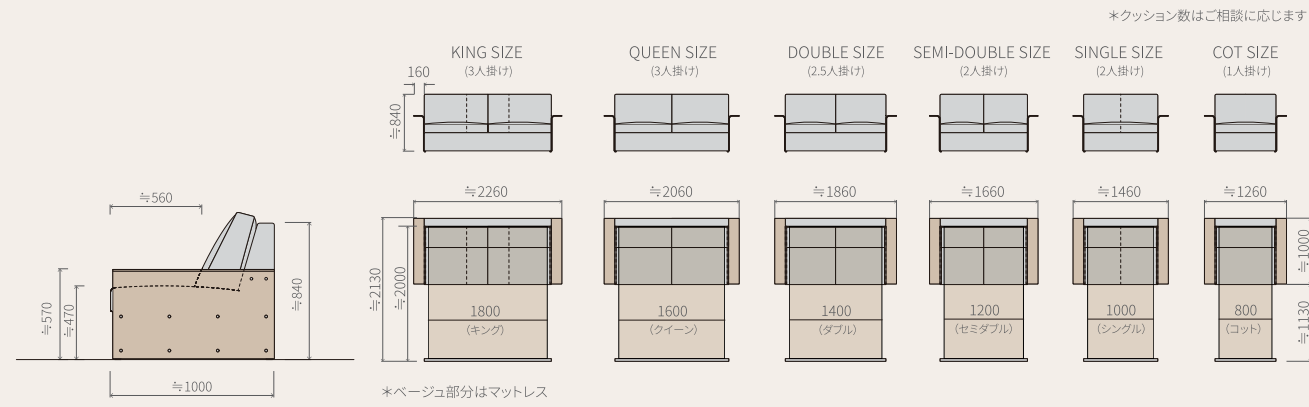 ＊クッション数はご相談に応じます
KING SIZE
(3人掛け)
QUEEN SIZE
(3人掛け)
DOUBLE SIZE
(2.5人掛け)
SEMI-DOUBLE SIZE
(2人掛け)
SINGLE SIZE
(2人掛け)
COT SIZE
(1人掛け)
160
≒840
≒560
≒570
≒470
≒840
≒1000
≒2260
≒2060
≒1860
≒1660
≒1460
≒1260
≒2130
≒2000
1800
(キング)
1600
(クイーン)
1400
(ダブル)
1200
(セミダブル)
1000
(シングル)
800
(コット)
≒1000
≒1130
＊ベージュ部分はマットレス